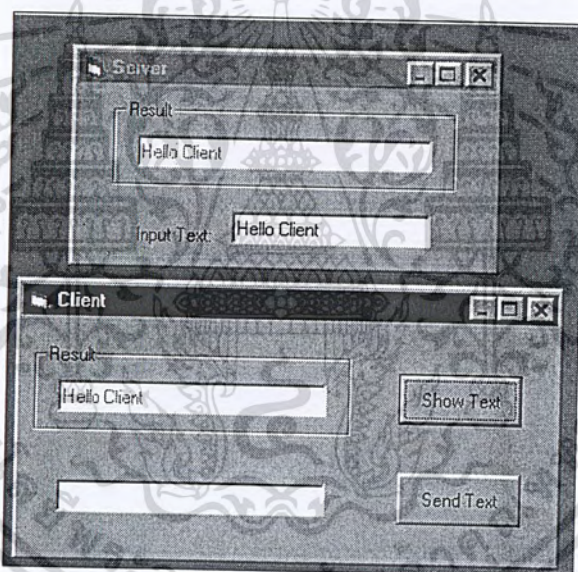 Server
Result
Hello Client
Input Text: Hello Client
Client
Result
Hello Client
Show Text
Send Text